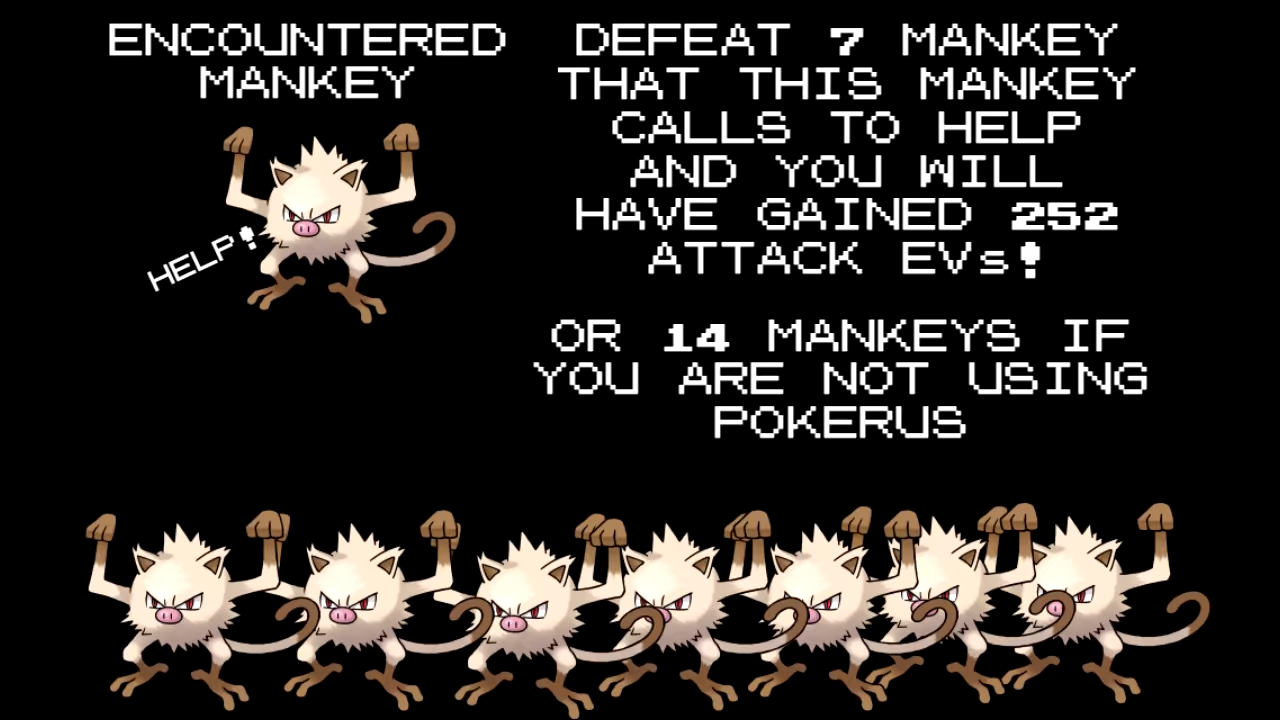 ENCOUNTERED
MANKEY
HELP!
DEFEAT 7 MANKEY
THAT THIS MANKEY
CALLS TO HELP
AND YOU WILL
HAVE GAINED 252
ATTACK EVs!
OR 14 MANKEYS IF
YOU ARE NOT USING
POKERUS